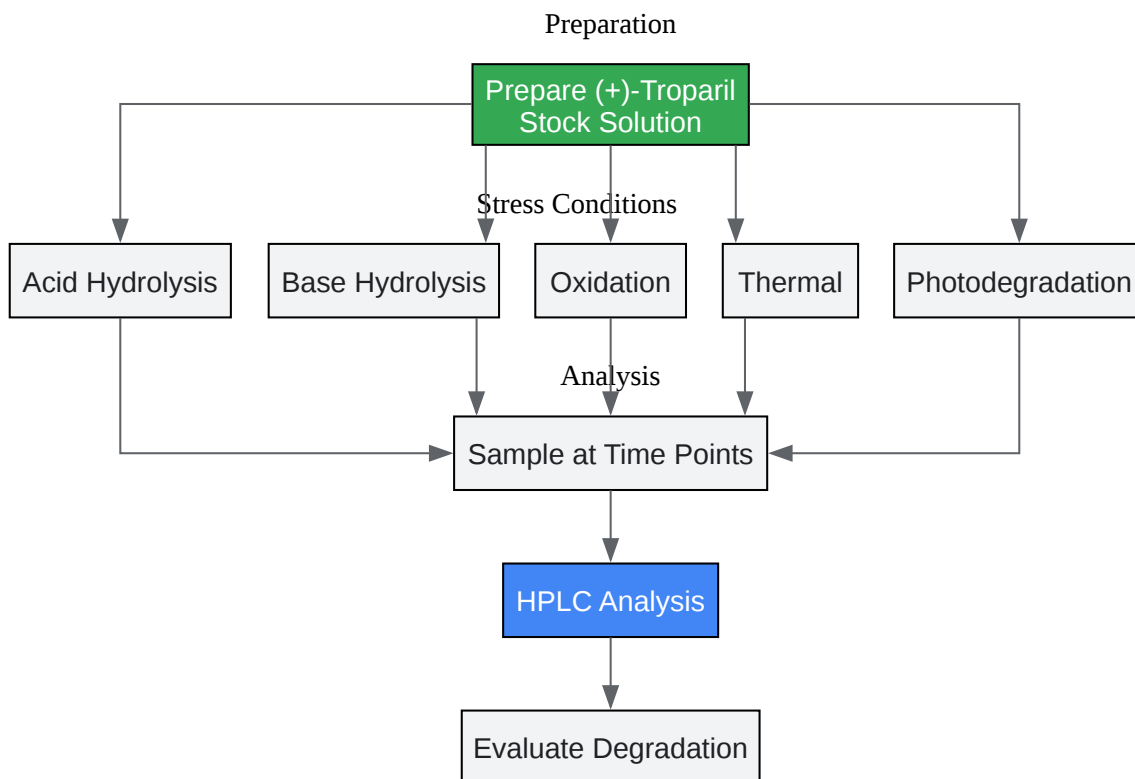 Preparation
Prepare (+)-Troparil
Stock Solution
Stress Conditions
Acid Hydrolysis
Base Hydrolysis
Oxidation
Thermal
Photodegradation
Analysis
Sample at Time Points
HPLC Analysis
Evaluate Degradation